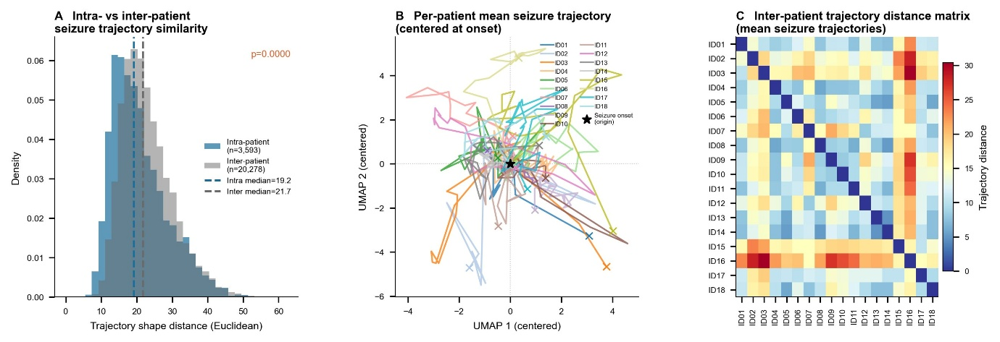 A Intra- vs inter-patient
seizure trajectory similarity
p=0.0000
Density
0.06
0.05
0.04
0.03
0.02
0.01
0.00
Intra-patient
(n=3,593)
Inter-patient
(n=20,278)
Intra median=19.2
Inter median=21.7
0 10 20 30 40 50 60
Trajectory shape distance (Euclidean)
B Per-patient mean seizure trajectory
(centered at onset)
UMAP 2 (centered)
4
2
0
−2
−4
−6
ID01 ID11
ID02 ID12
ID03 ID13
ID04 ID14
ID05 ID15
ID06 ID16
ID07 ID17
ID08 ID18
ID09 Seizure onset
ID10 (origin)
−4 −2 0 2 4
UMAP 1 (centered)
C Inter-patient trajectory distance matrix
(mean seizure trajectories)
ID01
ID02
ID03
ID04
ID05
ID06
ID07
ID08
ID09
ID10
ID11
ID12
ID13
ID14
ID15
ID16
ID17
ID18
ID01 ID02 ID03 ID04 ID05 ID06 ID07 ID08 ID09 ID10 ID11 ID12 ID13 ID14 ID15 ID16 ID17 ID18
30
25
20
15
10
5
0
Trajectory distance